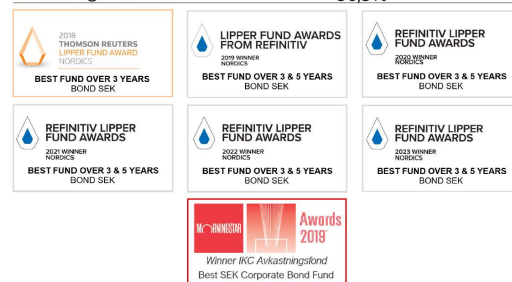 2018
THOMSON REUTERS
LIPPER FUND AWARD
NORDICS
BEST FUND OVER 3 YEARS
BOND SEK
LIPPER FUND AWARDS
FROM REFINITIV
2019 WINNER
NORDICS
BEST FUND OVER 3 & 5 YEARS
BOND SEK
REFINITIV LIPPER
FUND AWARDS
2020 WINNER
NORDICS
BEST FUND OVER 3 & 5 YEARS
BOND SEK
REFINITIV LIPPER
FUND AWARDS
2021 WINNER
NORDICS
BEST FUND OVER 3 & 5 YEARS
BOND SEK
REFINITIV LIPPER
FUND AWARDS
2022 WINNER
NORDICS
BEST FUND OVER 3 & 5 YEARS
BOND SEK
REFINITIV LIPPER
FUND AWARDS
2023 WINNER
NORDICS
BEST FUND OVER 3 & 5 YEARS
BOND SEK
MORNINGSTAR
Awards
2019
Winner IKC Avkastningsfond
Best SEK Corporate Bond Fund